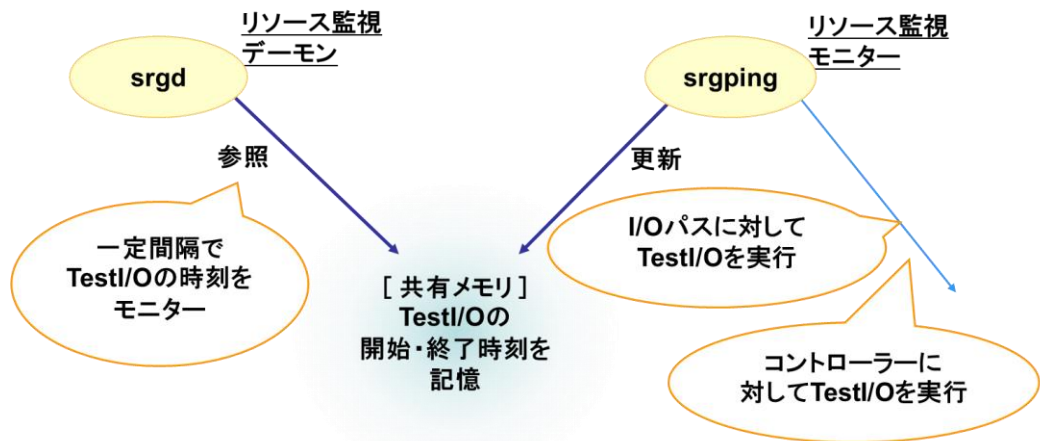 リソース監視
デーモン
srgd
参照
一定間隔で
TestI/Oの時刻を
モニター
リソース監視
モニター
srgping
更新
I/Oパスに対して
TestI/Oを実行
[ 共有メモリ ]
TestI/Oの
開始・終了時刻を
記憶
コントローラーに
対してTestI/Oを実行